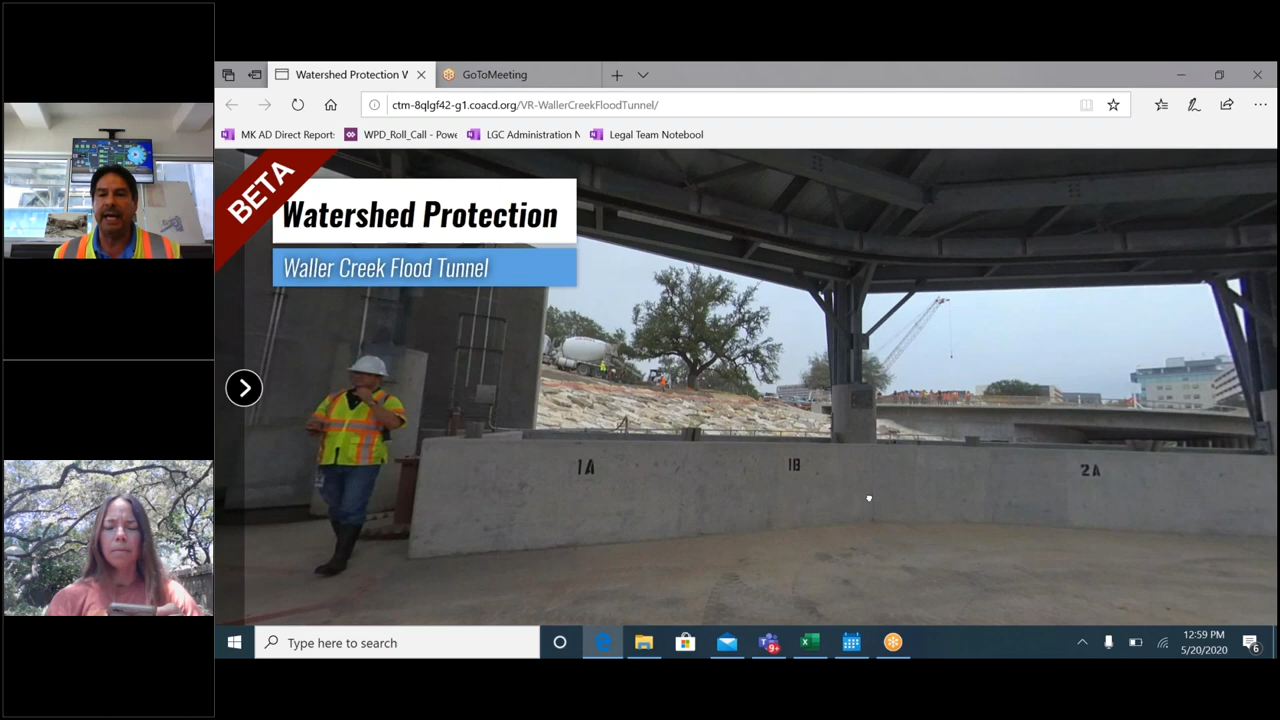 Watershed Protection W
GoToMeeting
ctm-8qlgf42-g1.coacd.org/VR-WallerCreekFloodTunnel/
MK AD Direct Report:
WPD_Roll_Call - Powe
LGC Administration N
Legal Team Notebool
BETA
Watershed Protection
Waller Creek Flood Tunnel
1A
1B
2A
Type here to search
9+
12:59 PM
5/20/2020
6